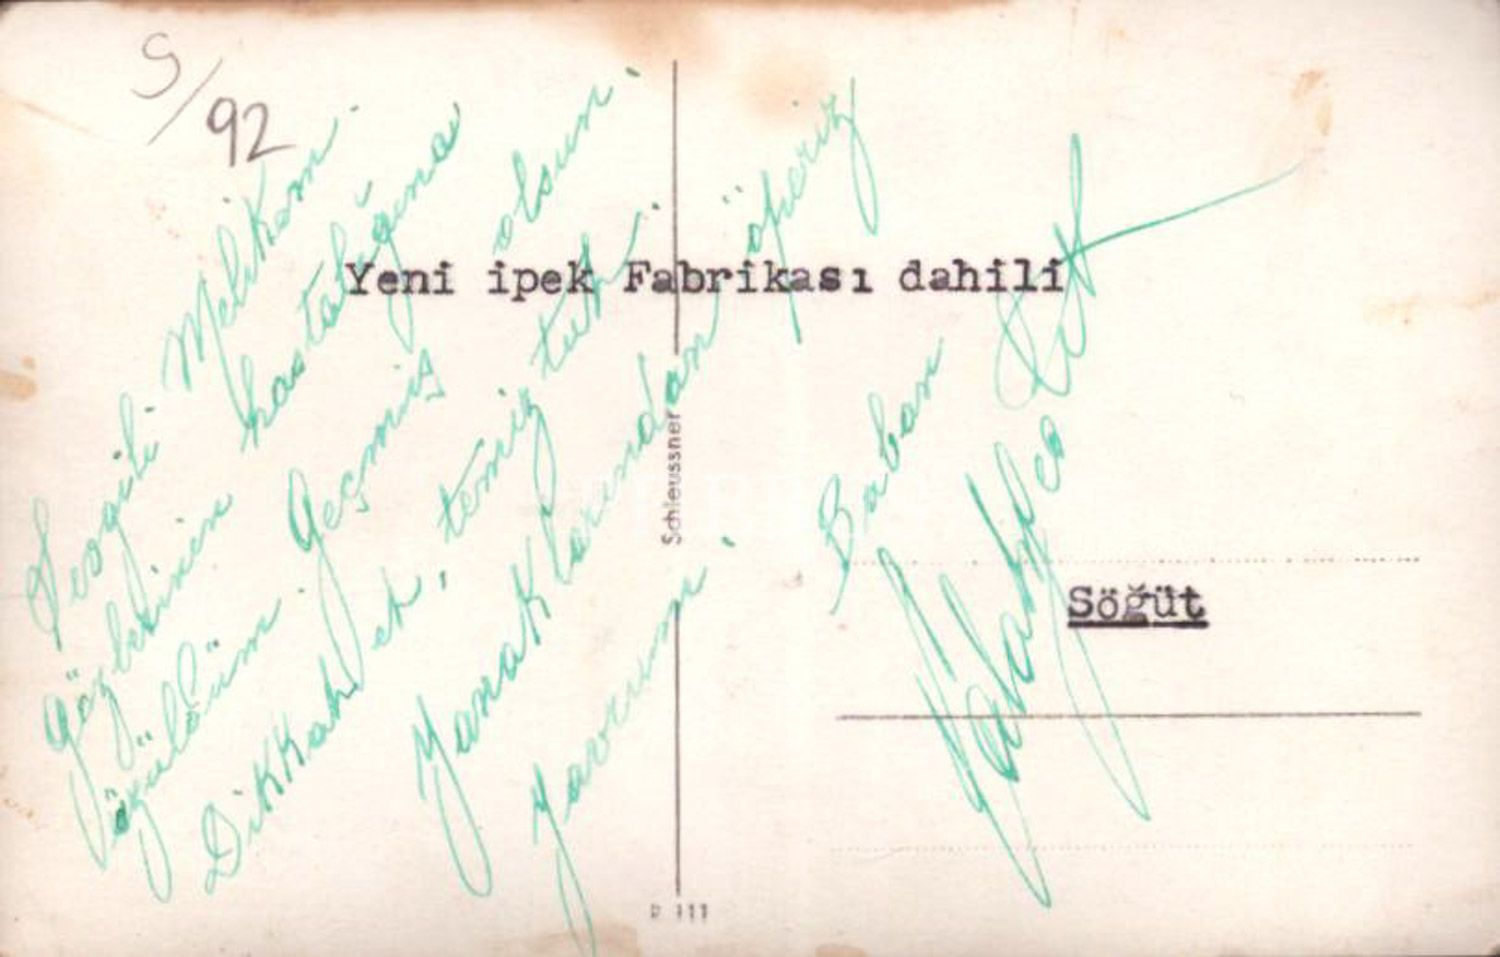 S/92
Sevgili Melikem.
gözlerinin hastalığına
üzüldüm. Geçmiş olsun.
Dikkat et, temiz tut.
Yanaklarından öperiz
yavrum.
Baban
Yeni ipek Fabrikası dahili
Schleussner
Söğüt
P 111